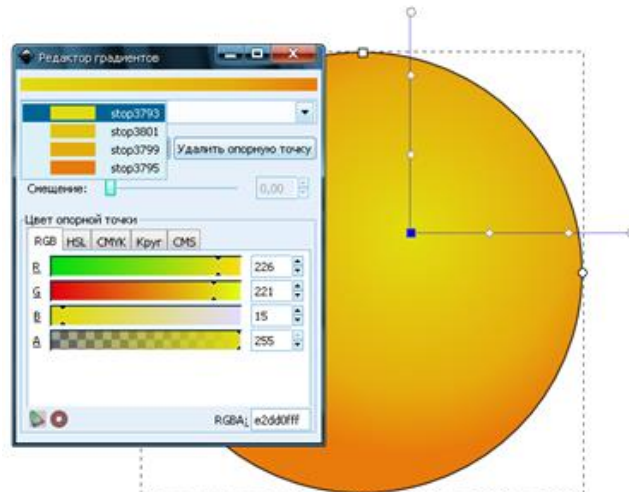 Редактор градиентов
stop3793
stop3801
stop3799
stop3795
Удалить опорную точку
Смещение: 0,00
Цвет опорной точки
RGB HSL CMYK Круг CMS
R 226
G 221
B 15
A 255
RGBA: e2dd0fff